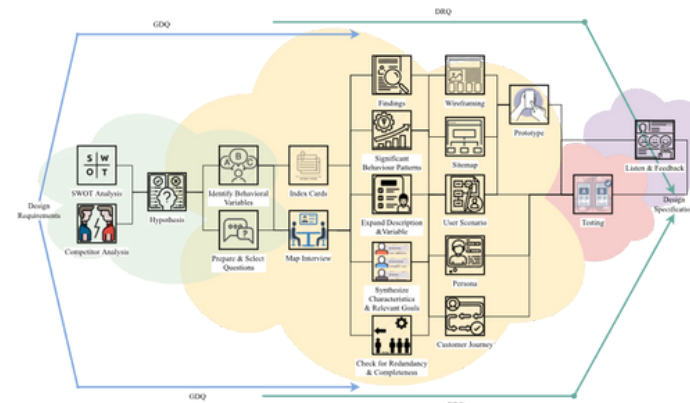 DRQ
GDQ
Findings
Wireframing
Prototype
S W
O T
SWOT Analysis
A B C
Significant
Behaviour Patterns
Sitemap
Listen & Feedback
Design
Requirements
Hypothesis
Identify Behavioral
Variables
Index Cards
Expand Description
&Variable
User Scenario
Testing
Design
Specification
Competitor Analysis
Prepare & Select
Questions
Map Interview
Synthesize
Characteristics
& Relevant Goals
Persona
Customer Journey
Check for Redundancy
& Completeness
GDQ